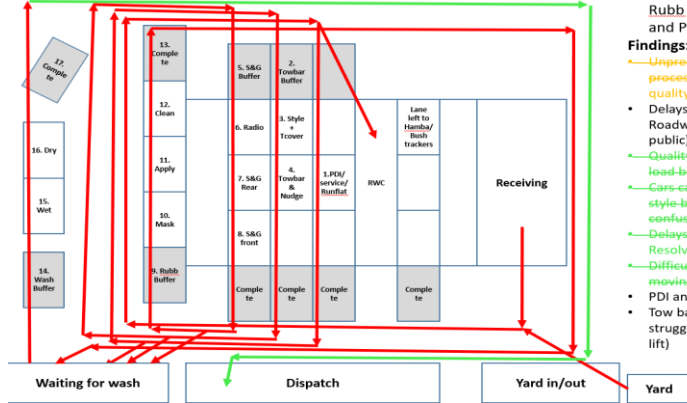 13.
Comple
te
17.
Comple
te
12.
Clean
11.
Apply
10.
Mask
9. Rubb
Buffer
16. Dry
15.
Wet
14.
Wash
Buffer
5. S&G
Buffer
2.
Towbar
Buffer
6. Radio
3. Style
+
Tcover
7. S&G
Rear
4.
Towbar
&
Nudge
1.PDI/
service/
Runflat
8. S&G
front
RWC
Lane
left to
Hamba/
Bush
trackers
Receiving
Comple
te
Comple
te
Comple
te
Comple
te
Waiting for wash
Dispatch
Yard in/out
Yard
Rubb
and P
Findings:
Unpre
proces
quality
• Delays
Roadw
public)
• Quality
load b
• Cars ca
style b
confus
• Delays
Resolv
• Difficu
movin
• PDI an
• Tow ba
strugg
lift)